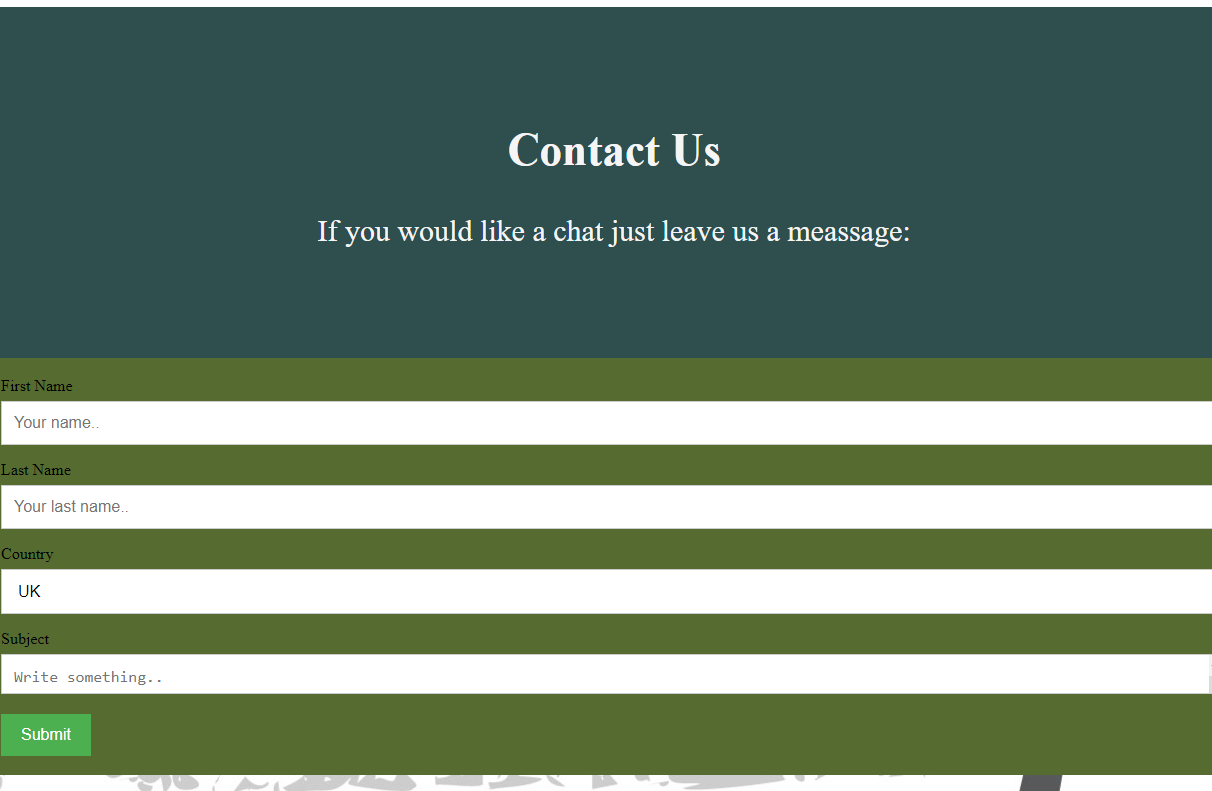 Contact Us
If you would like a chat just leave us a meassage:
First Name
Your name..
Last Name
Your last name..
Country
UK
Subject
Write something..
Submit